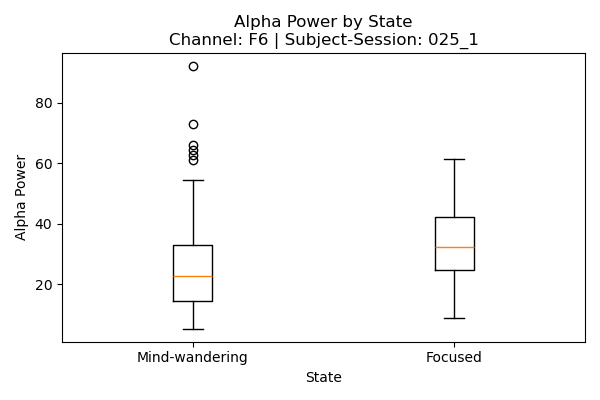 Alpha Power by State
Channel: F6 | Subject-Session: 025_1
80
60
40
20
Alpha Power
Mind-wandering
Focused
State